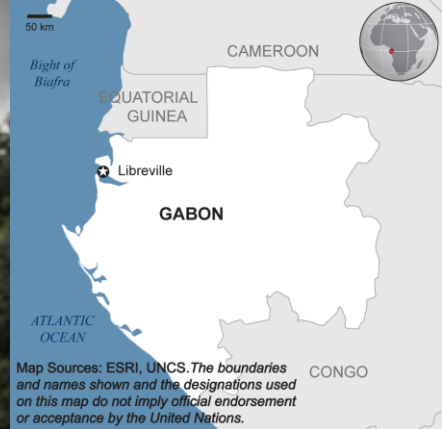 50 km
CAMEROON
Bight of
Biafra
EQUATORIAL
GUINEA
Libreville
GABON
ATLANTIC
OCEAN
CONGO
Map Sources: ESRI, UNCS.The boundaries
and names shown and the designations used
on this map do not imply official endorsement
or acceptance by the United Nations.